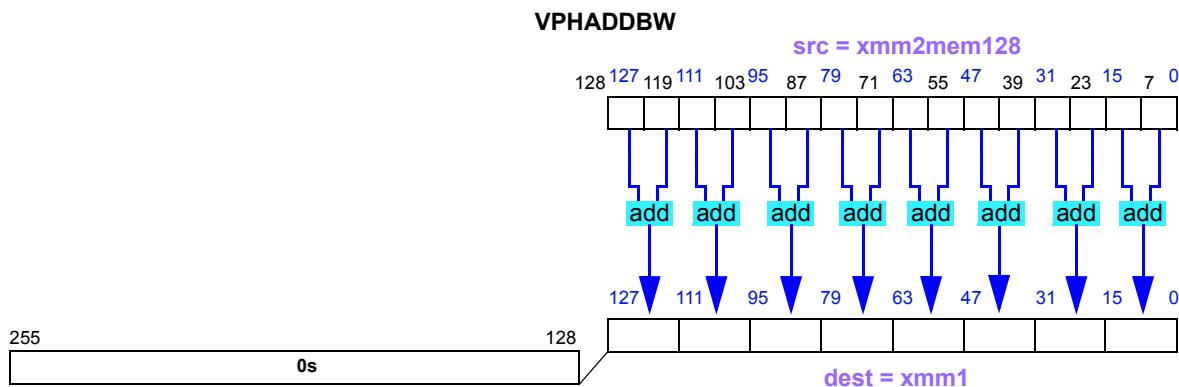 VPHADDBW
src = xmm2mem128
128 127 119 111 103 95 87 79 71 63 55 47 39 31 23 15 7 0
add add add add add add add add
127 111 95 79 63 47 31 15 0
255 128
0s
dest = xmm1